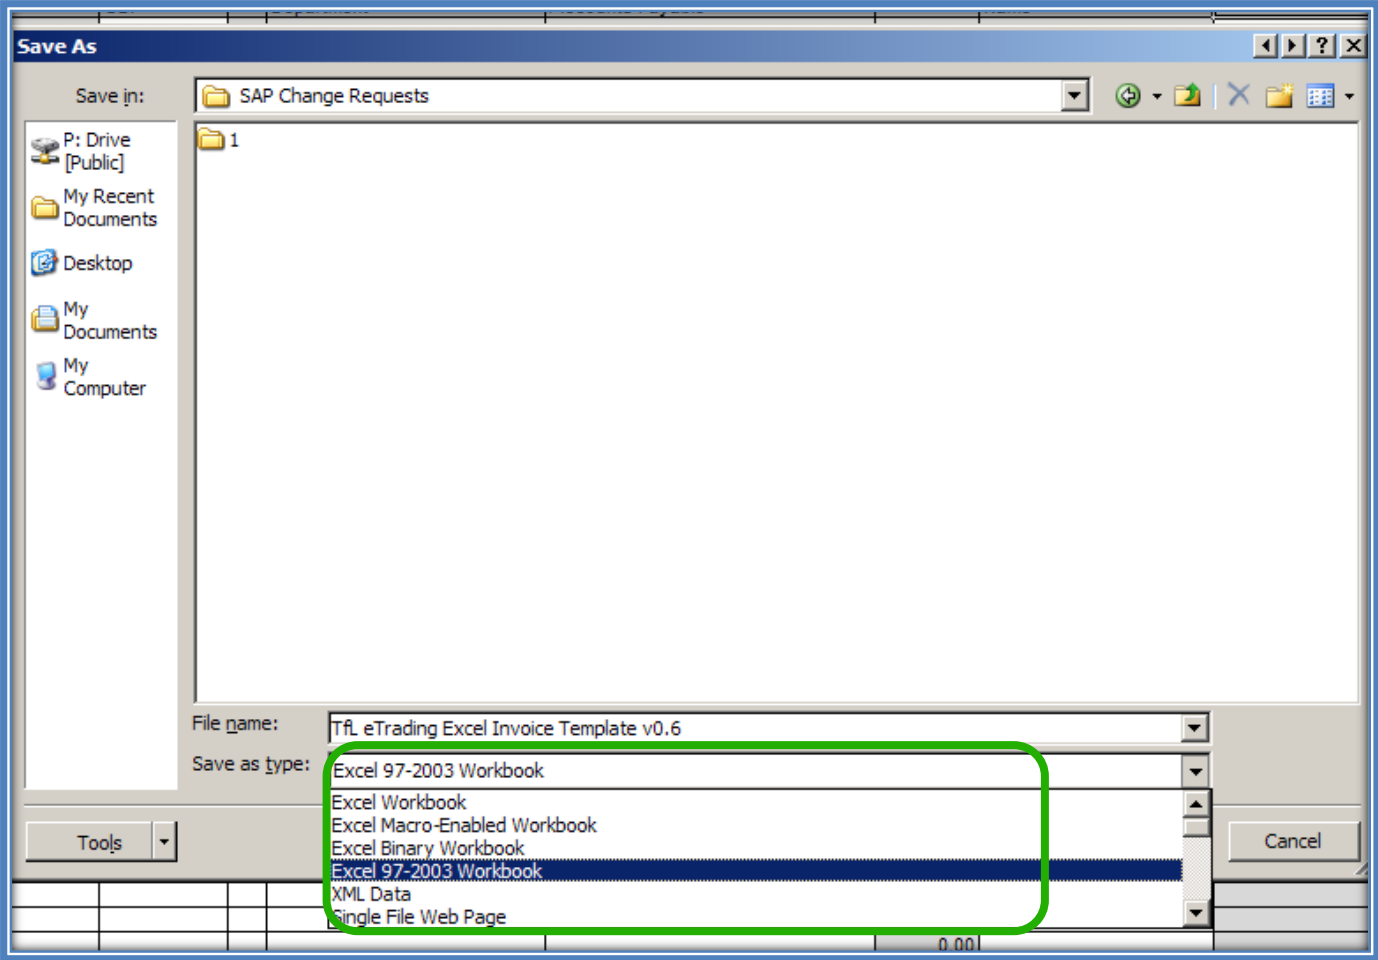 Save As
Save in:
SAP Change Requests
1
P: Drive
[Public]
My Recent
Documents
Desktop
My
Documents
My
Computer
File name:
TfL eTrading Excel Invoice Template v0.6
Save as type:
Excel 97-2003 Workbook
Excel Workbook
Excel Macro-Enabled Workbook
Excel Binary Workbook
Excel 97-2003 Workbook
XML Data
Single File Web Page
Tools
Cancel
0.00